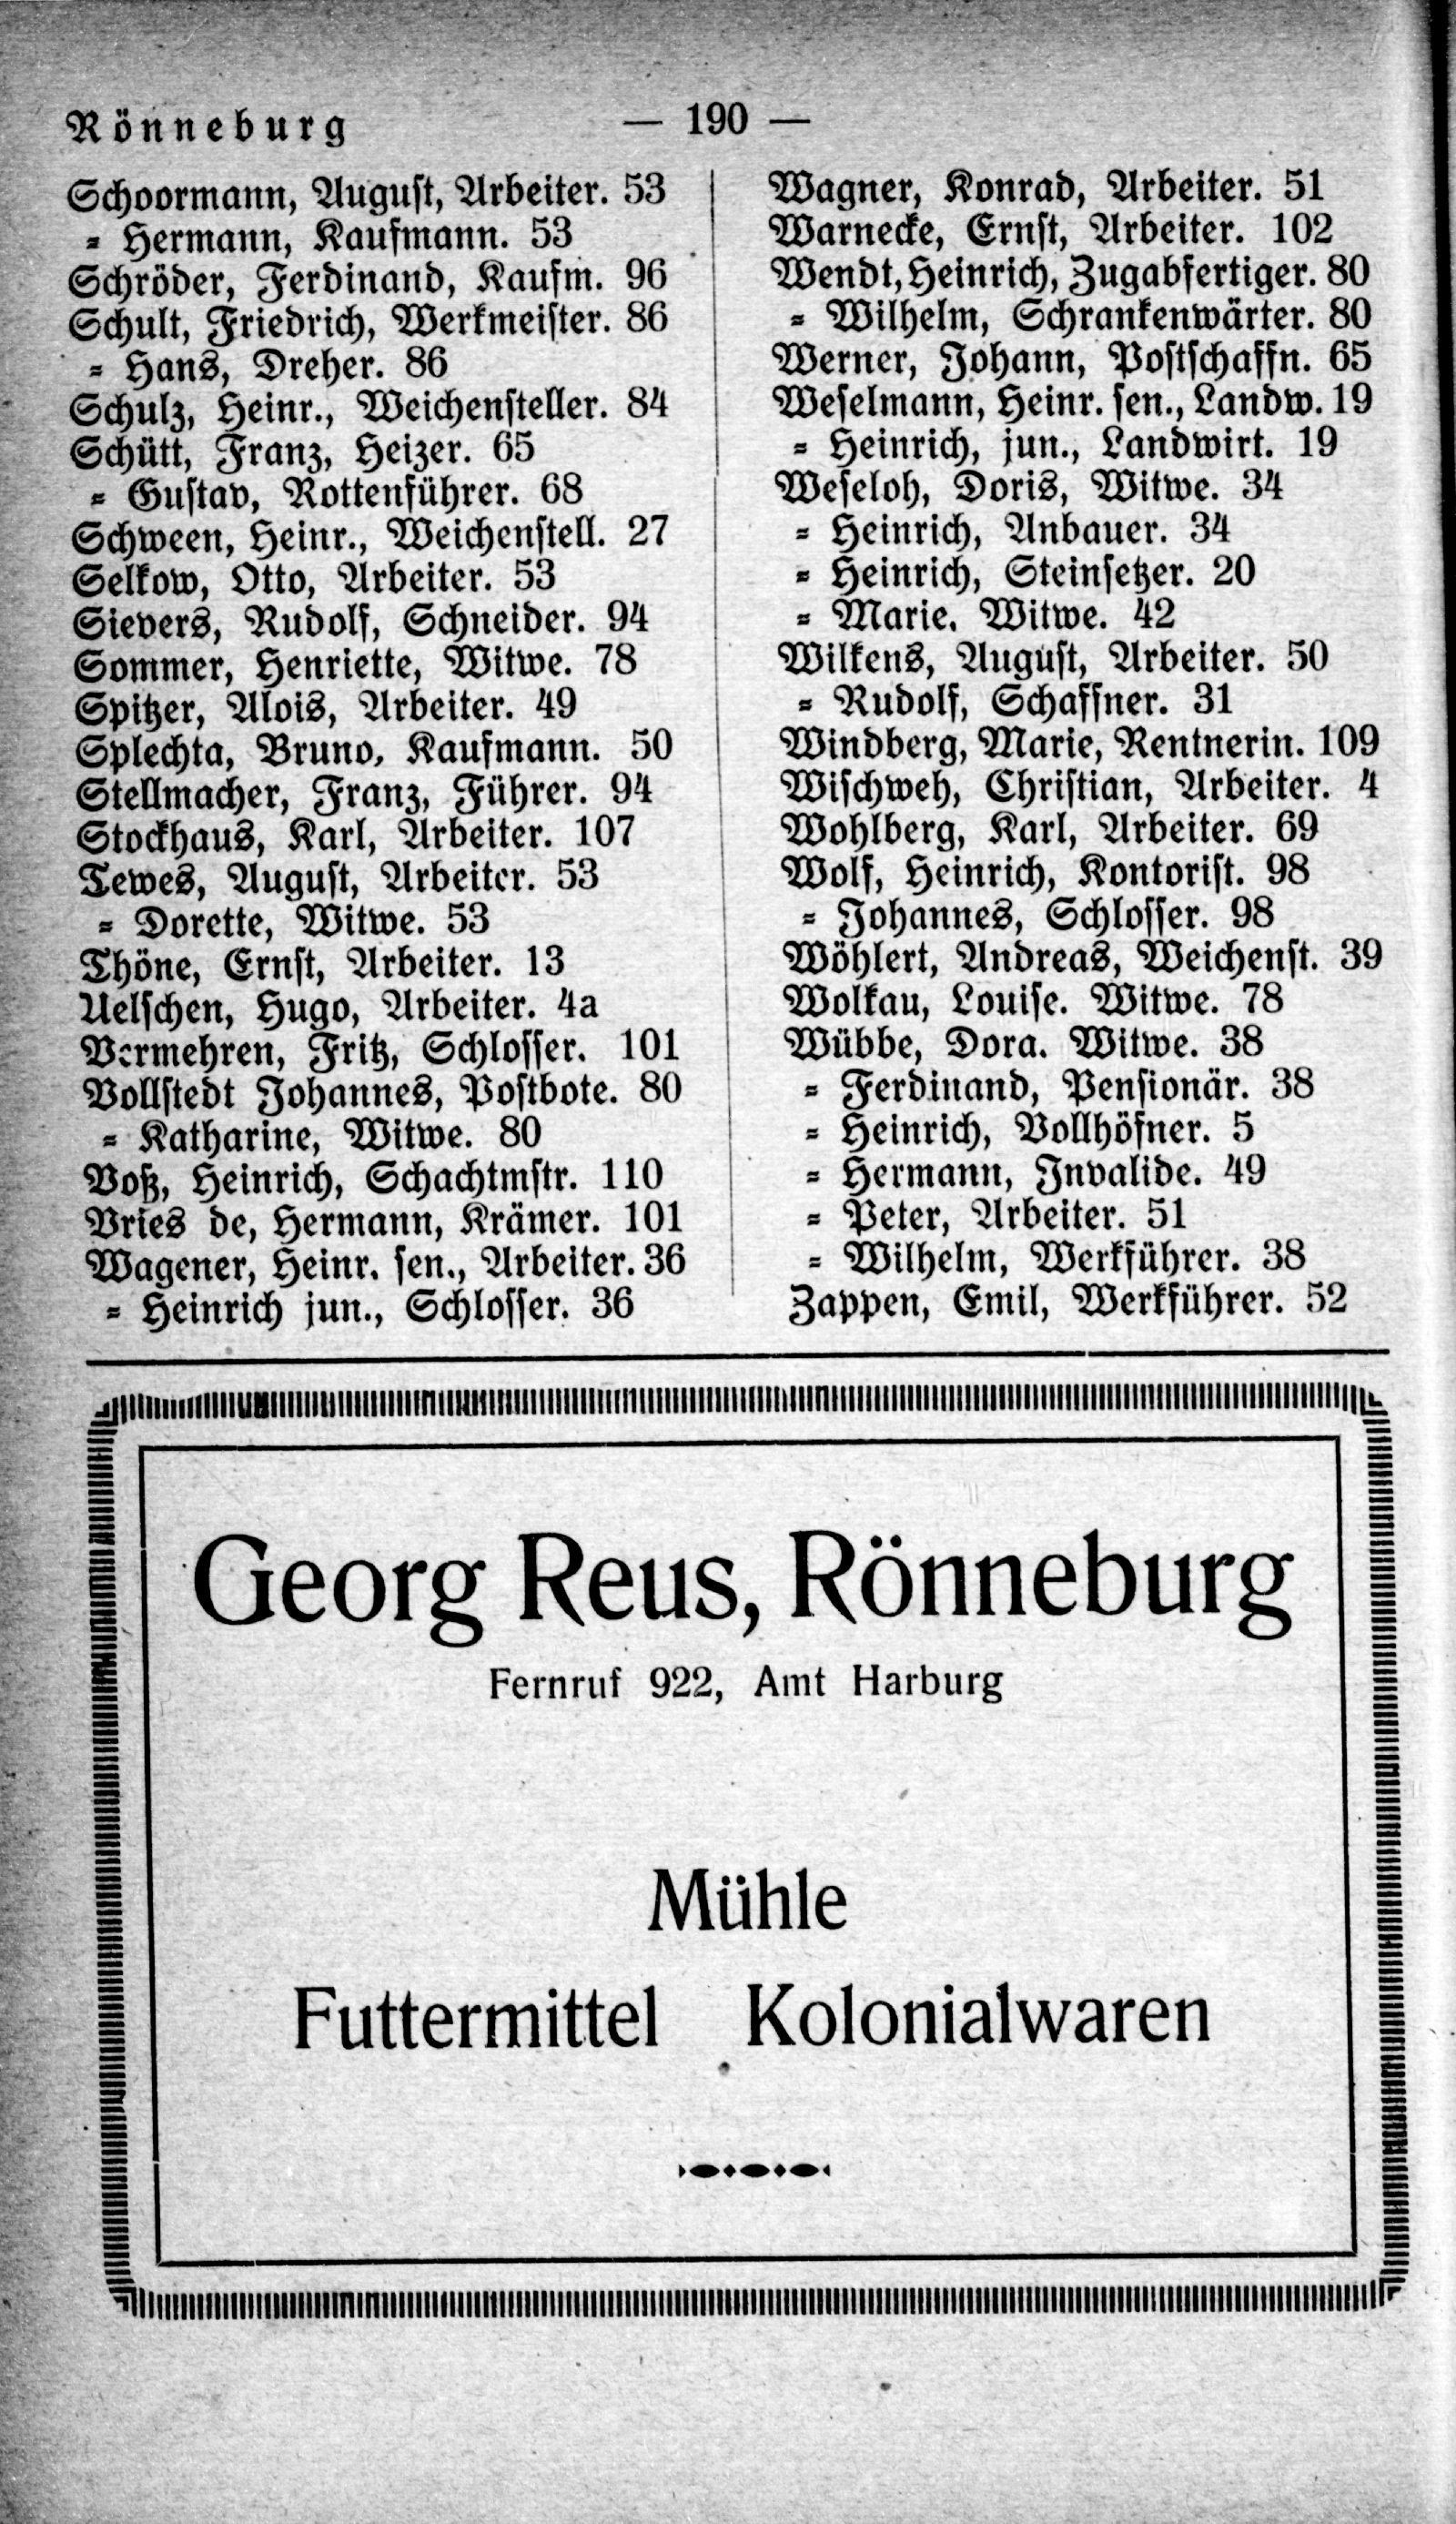 Rönneburg
— 190 —
Schoormann, August, Arbeiter. 53
= Hermann, Kaufmann. 53
Schröder, Ferdinand, Kaufm. 96
Schult, Friedrich, Werkmeister. 86
= Hans, Dreher. 86
Schulz, Heinr., Weichensteller. 84
Schütt, Franz, Heizer. 65
= Gustav, Rottenführer. 68
Schween, Heinr., Weichenstell. 27
Selkow, Otto, Arbeiter. 53
Sievers, Rudolf, Schneider. 94
Sommer, Henriette, Witwe. 78
Spitzer, Alois, Arbeiter. 49
Splechta, Bruno, Kaufmann. 50
Stellmacher, Franz, Führer. 94
Stockhaus, Karl, Arbeiter. 107
Tewes, August, Arbeiter. 53
= Dorette, Witwe. 53
Thöne, Ernst, Arbeiter. 13
Uelschen, Hugo, Arbeiter. 4a
Vermehren, Fritz, Schlosser. 101
Vollstedt Johannes, Postbote. 80
= Katharine, Witwe. 80
Voß, Heinrich, Schachtmstr. 110
Vries de, Hermann, Krämer. 101
Wagener, Heinr. sen., Arbeiter. 36
= Heinrich jun., Schlosser. 36
Wagner, Konrad, Arbeiter. 51
Warnecke, Ernst, Arbeiter. 102
Wendt, Heinrich, Zugabfertiger. 80
= Wilhelm, Schrankenwärter. 80
Werner, Johann, Postschaffn. 65
Weselmann, Heinr. sen., Landw. 19
= Heinrich, jun., Landwirt. 19
Weseloh, Doris, Witwe. 34
= Heinrich, Anbauer. 34
= Heinrich, Steinsetzer. 20
= Marie. Witwe. 42
Wilkens, August, Arbeiter. 50
= Rudolf, Schaffner. 31
Windberg, Marie, Rentnerin. 109
Wischweh, Christian, Arbeiter. 4
Wohlberg, Karl, Arbeiter. 69
Wolf, Heinrich, Kontorist. 98
= Johannes, Schlosser. 98
Wöhlert, Andreas, Weichenst. 39
Wolkau, Louise. Witwe. 78
Wübbe, Dora. Witwe. 38
= Ferdinand, Pensionär. 38
= Heinrich, Vollhöfner. 5
= Hermann, Invalide. 49
= Peter, Arbeiter. 51
= Wilhelm, Werkführer. 38
Zappen, Emil, Werkführer. 52
Georg Reus, Rönneburg
Fernruf 922, Amt Harburg
Mühle
Futtermittel Kolonialwaren